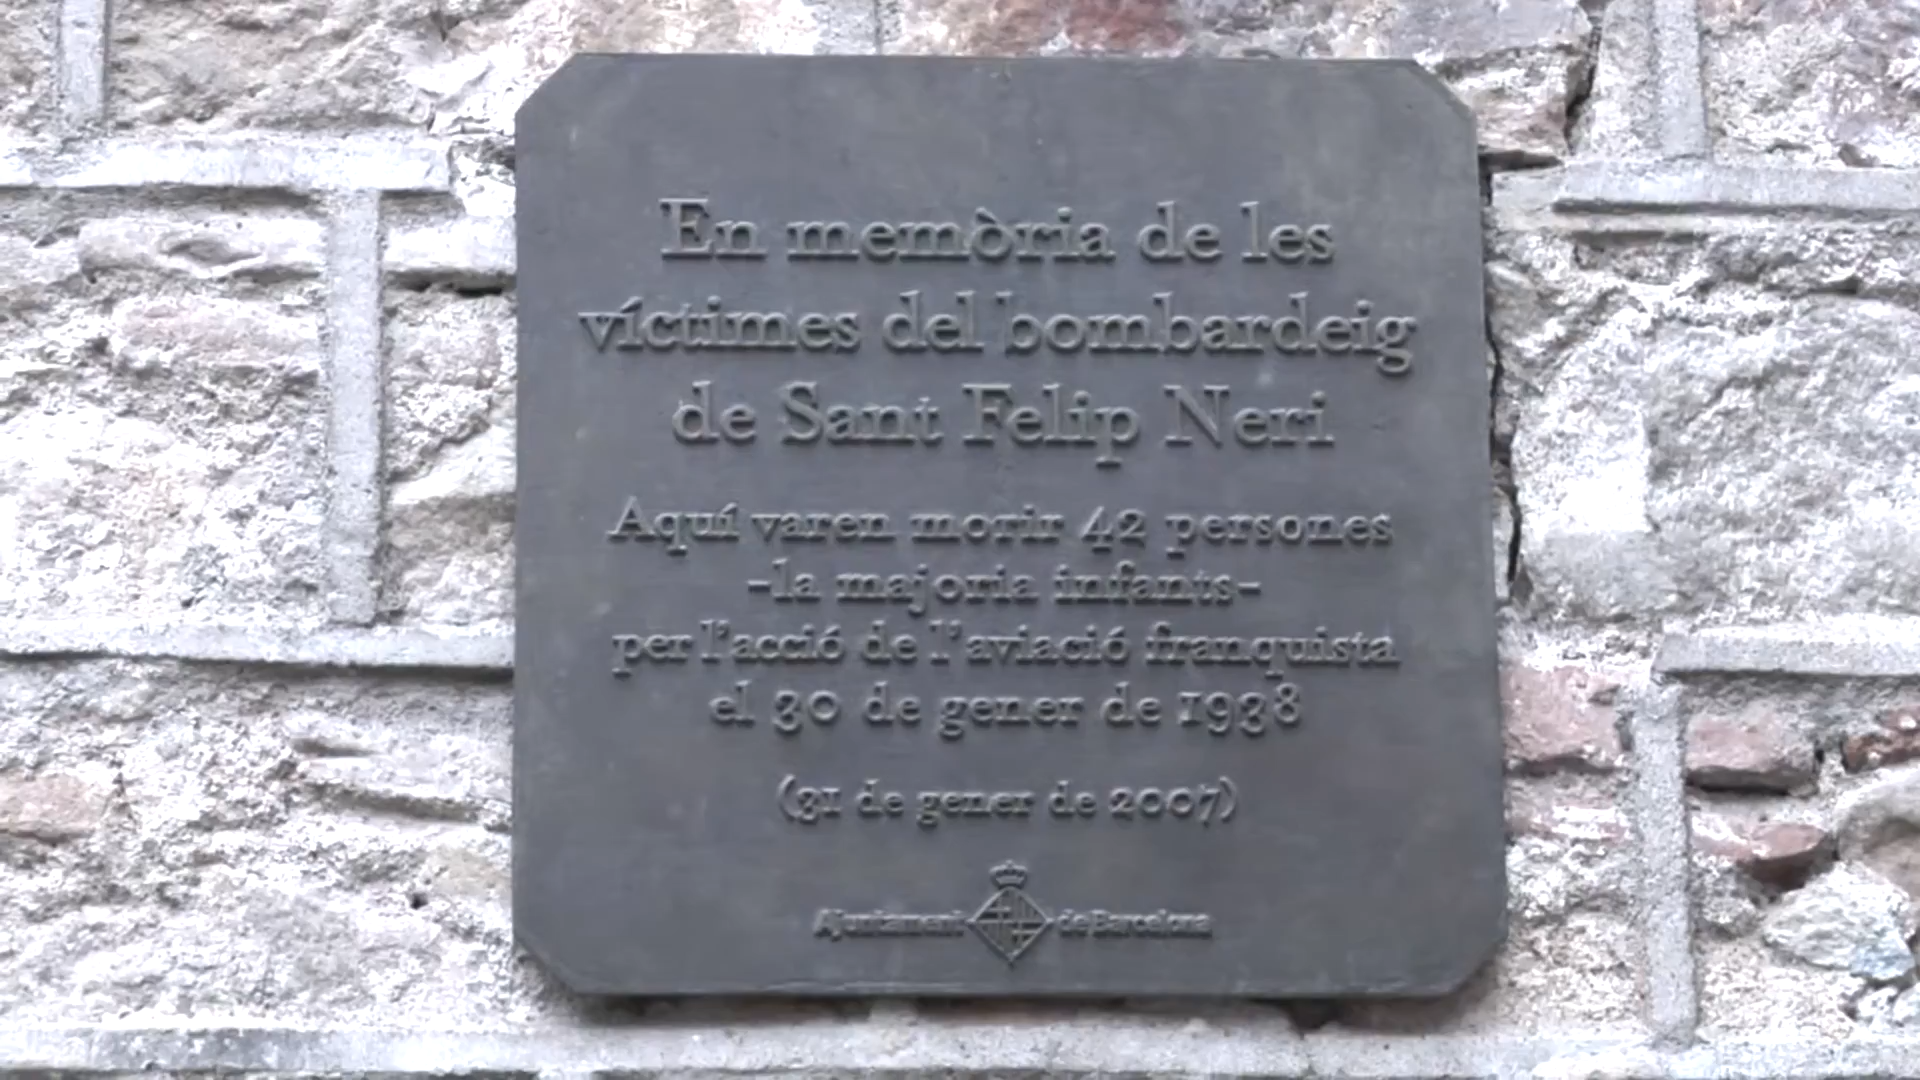 En memòria de les
víctimes del bombardeig
de Sant Felip Neri
Aquí varen morir 42 persones
-la majoria infants-
per l'acció de l'aviació franquista
el 30 de gener de 1938
(31 de gener de 2007)
Ajuntament de Barcelona